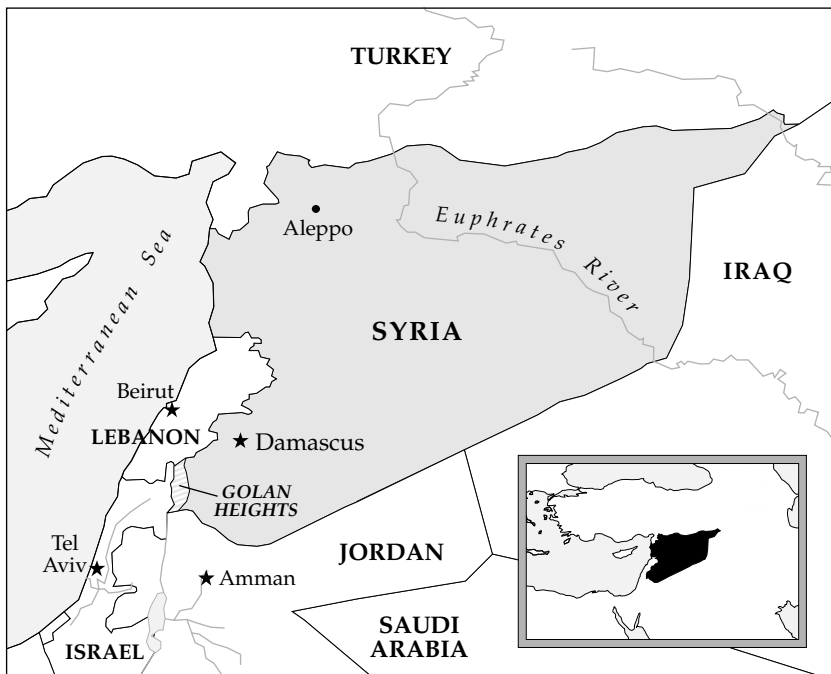 TURKEY
Aleppo
Euphrates River
Mediterranean Sea
IRAQ
SYRIA
Beirut
LEBANON
Damascus
GOLAN
HEIGHTS
Tel
Aviv
JORDAN
Amman
SAUDI
ARABIA
ISRAEL